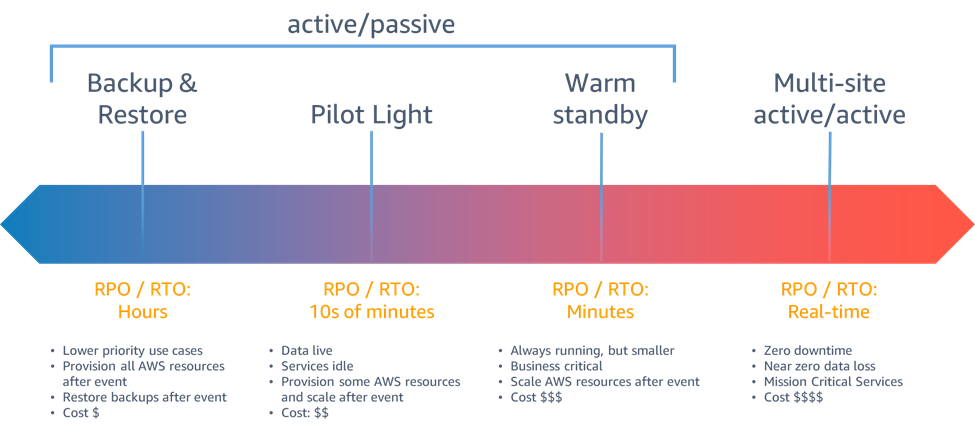 active/passive
Backup &
Restore
Pilot Light
Warm
standby
Multi-site
active/active
RPO / RTO:
Hours
RPO / RTO:
10s of minutes
RPO / RTO:
Minutes
RPO / RTO:
Real-time
• Lower priority use cases
• Provision all AWS resources
after event
• Restore backups after event
• Cost $
• Data live
• Services idle
• Provision some AWS resources
and scale after event
• Cost: $$
• Always running, but smaller
• Business critical
• Scale AWS resources after event
• Cost $$$
• Zero downtime
• Near zero data loss
• Mission Critical Services
• Cost $$$$